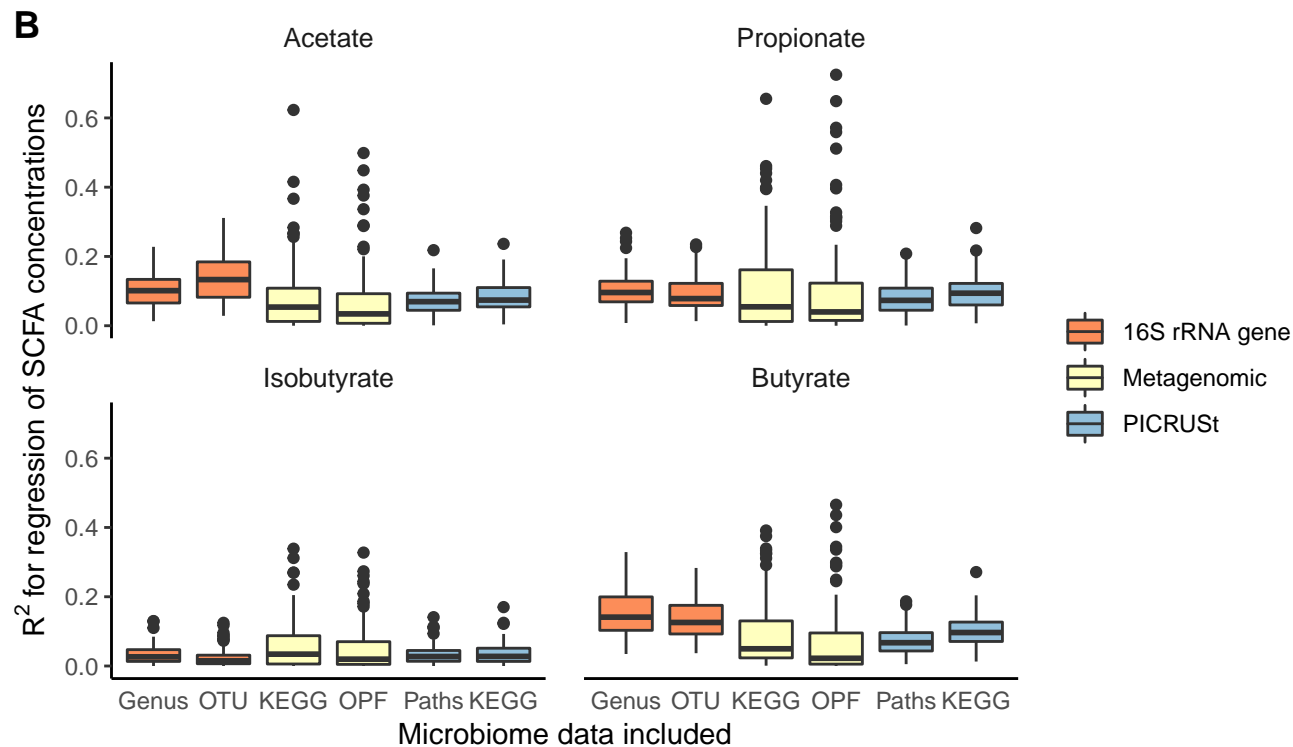 B
Acetate
Propionate
R² for regression of SCFA concentrations
0.6
0.4
0.2
0.0
Isobutyrate
Butyrate
0.6
0.4
0.2
0.0
Genus OTU KEGG OPF Paths KEGG
Genus OTU KEGG OPF Paths KEGG
Microbiome data included
16S rRNA gene
Metagenomic
PICRUSt